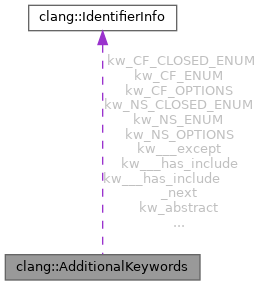 clang::IdentifierInfo
kw_CF_CLOSED_ENUM
kw_CF_ENUM
kw_CF_OPTIONS
kw_NS_CLOSED_ENUM
kw_NS_ENUM
kw_NS_OPTIONS
kw___except
kw___has_include
kw___has_include
_next
kw_abstract
...
clang::AdditionalKeywords